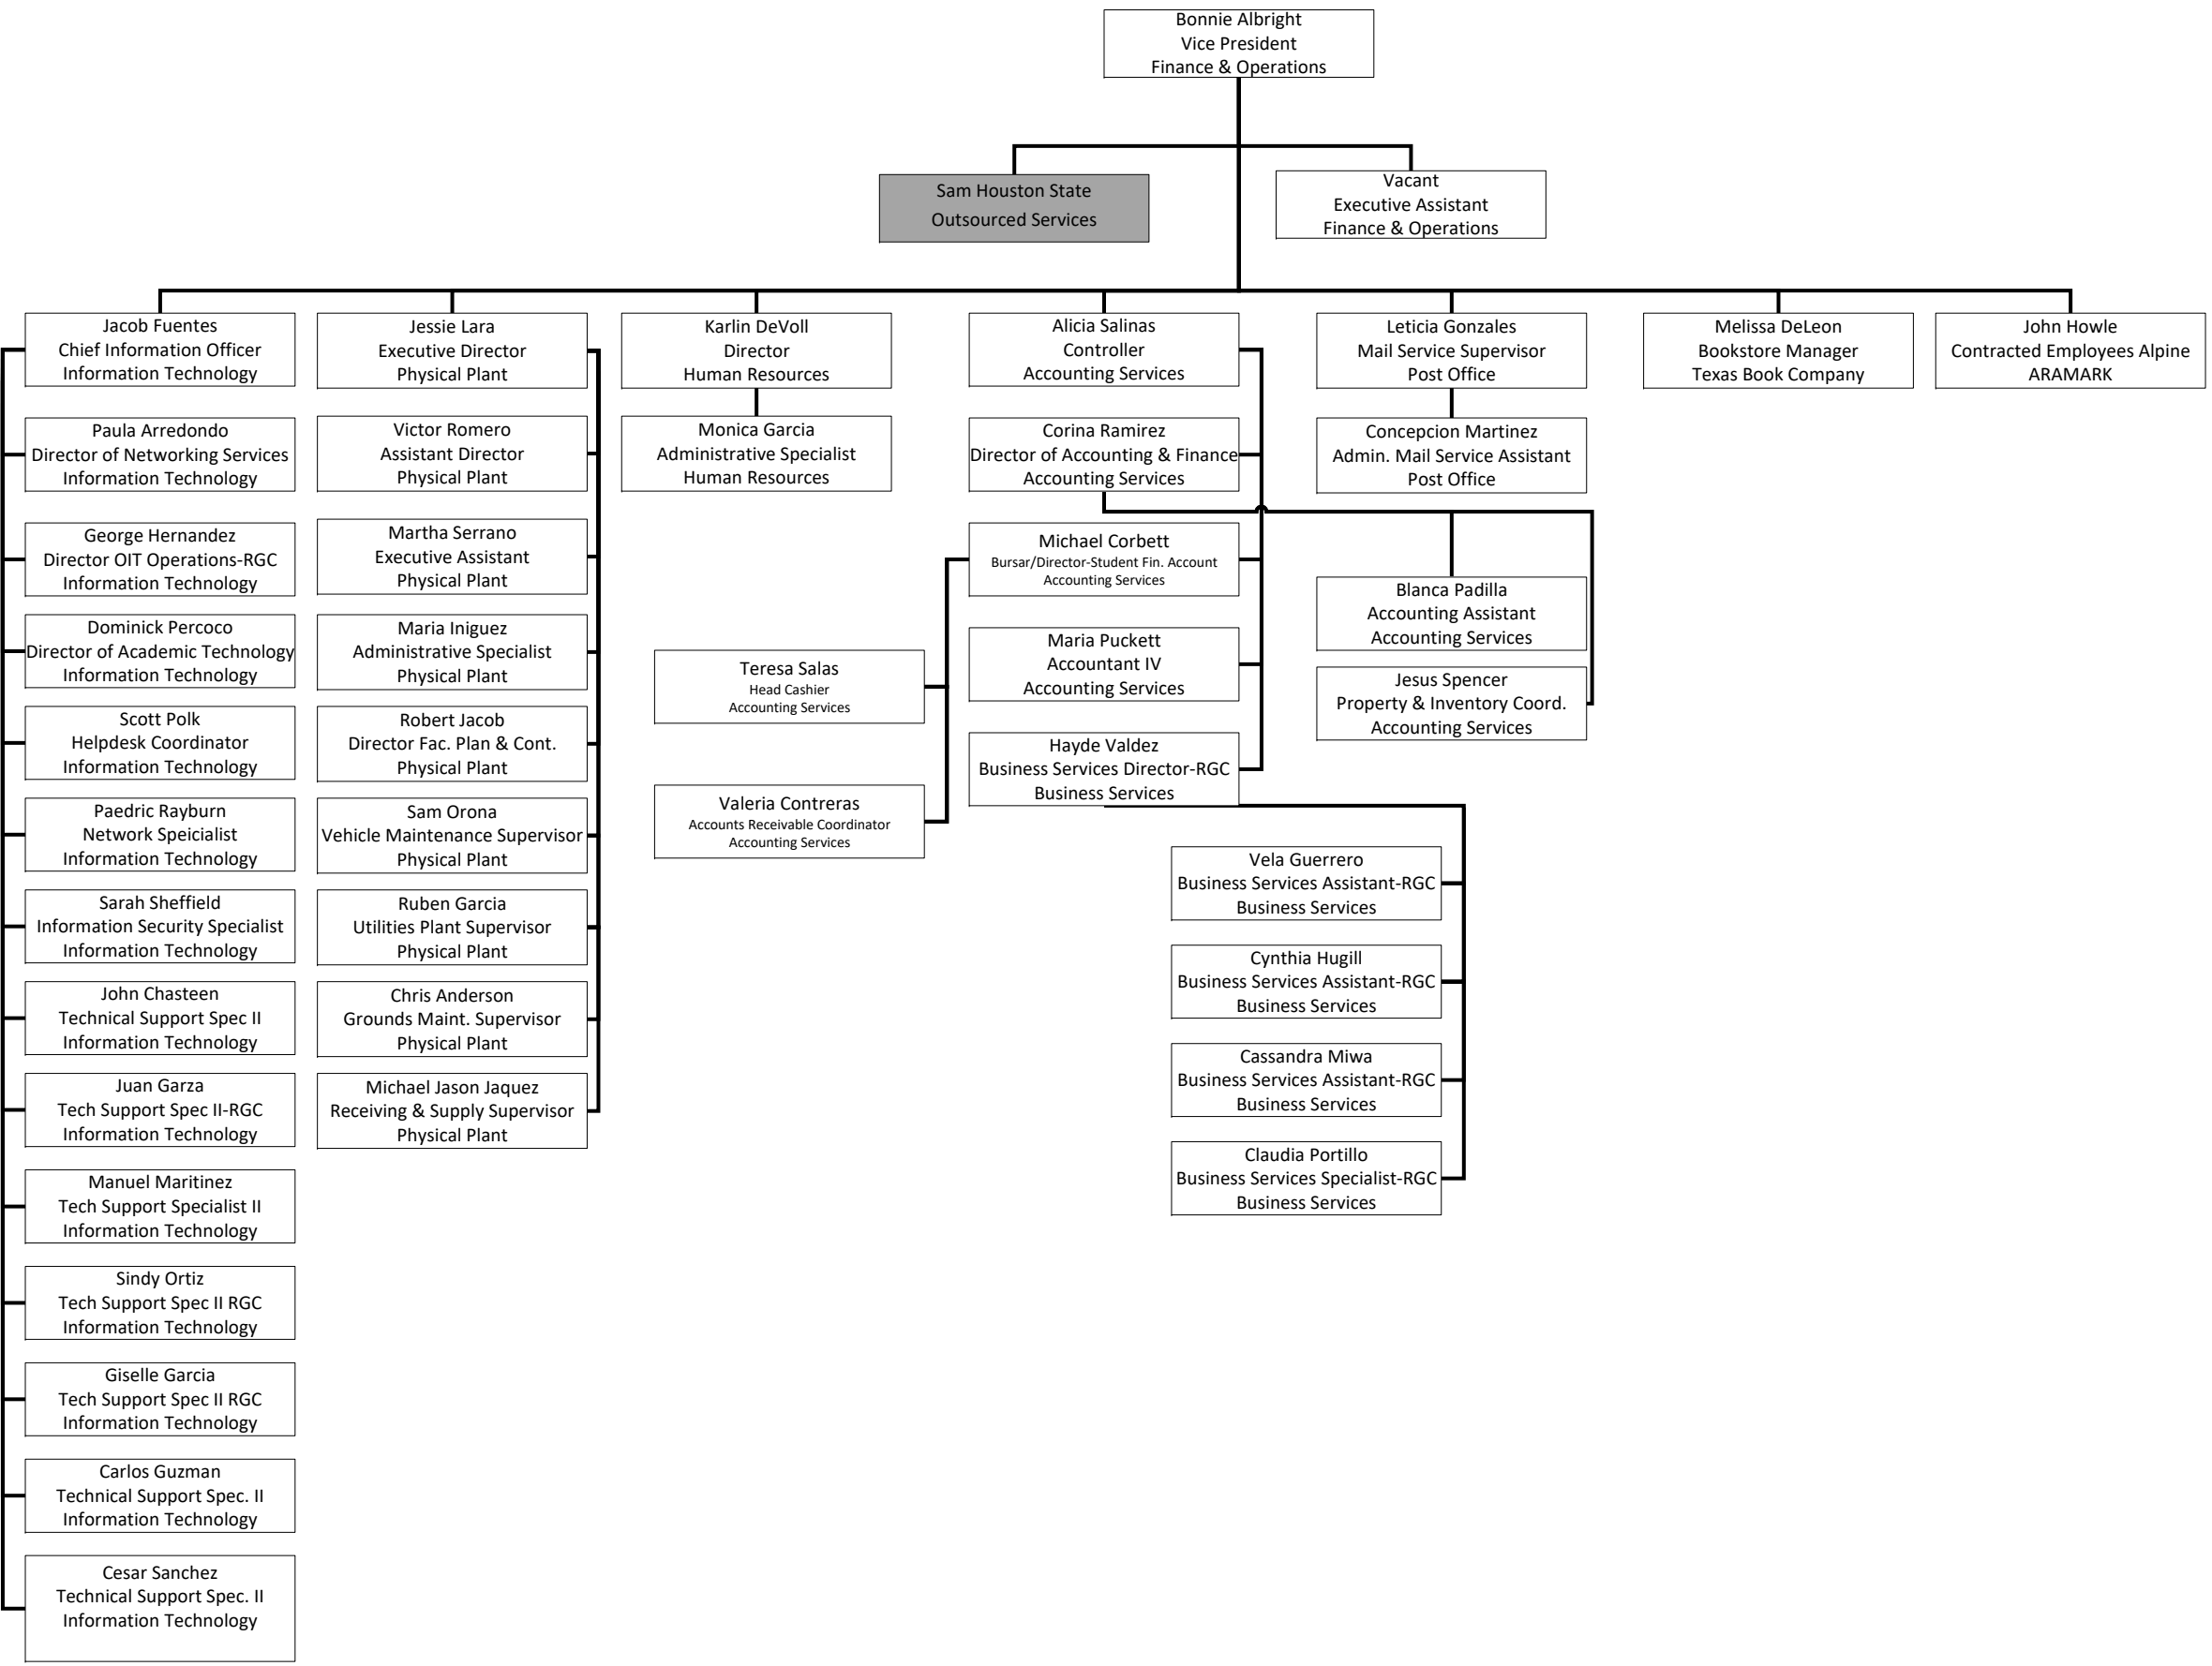 Bonnie Albright
Vice President
Finance & Operations
Sam Houston State
Outsourced Services
Vacant
Executive Assistant
Finance & Operations
Jacob Fuentes
Chief Information Officer
Information Technology
Jessie Lara
Executive Director
Physical Plant
Karlin DeVoll
Director
Human Resources
Alicia Salinas
Controller
Accounting Services
Leticia Gonzales
Mail Service Supervisor
Post Office
Melissa DeLeon
Bookstore Manager
Texas Book Company
John Howle
Contracted Employees Alpine
ARAMARK
Paula Arredondo
Director of Networking Services
Information Technology
Victor Romero
Assistant Director
Physical Plant
Monica Garcia
Administrative Specialist
Human Resources
Corina Ramirez
Director of Accounting & Finance
Accounting Services
Concepcion Martinez
Admin. Mail Service Assistant
Post Office
George Hernandez
Director OIT Operations-RGC
Information Technology
Martha Serrano
Executive Assistant
Physical Plant
Michael Corbett
Bursar/Director-Student Fin. Account
Accounting Services
Blanca Padilla
Accounting Assistant
Accounting Services
Dominick Percoco
Director of Academic Technology
Information Technology
Maria Iniguez
Administrative Specialist
Physical Plant
Teresa Salas
Head Cashier
Accounting Services
Maria Puckett
Accountant IV
Accounting Services
Jesus Spencer
Property & Inventory Coord.
Accounting Services
Scott Polk
Helpdesk Coordinator
Information Technology
Robert Jacob
Director Fac. Plan & Cont.
Physical Plant
Hayde Valdez
Business Services Director-RGC
Business Services
Paedric Rayburn
Network Speicialist
Information Technology
Sam Orona
Vehicle Maintenance Supervisor
Physical Plant
Valeria Contreras
Accounts Receivable Coordinator
Accounting Services
Vela Guerrero
Business Services Assistant-RGC
Business Services
Sarah Sheffield
Information Security Specialist
Information Technology
Ruben Garcia
Utilities Plant Supervisor
Physical Plant
Cynthia Hugill
Business Services Assistant-RGC
Business Services
John Chasteen
Technical Support Spec II
Information Technology
Chris Anderson
Grounds Maint. Supervisor
Physical Plant
Cassandra Miwa
Business Services Assistant-RGC
Business Services
Juan Garza
Tech Support Spec II-RGC
Information Technology
Michael Jason Jaquez
Receiving & Supply Supervisor
Physical Plant
Claudia Portillo
Business Services Specialist-RGC
Business Services
Manuel Maritinez
Tech Support Specialist II
Information Technology
Sindy Ortiz
Tech Support Spec II RGC
Information Technology
Giselle Garcia
Tech Support Spec II RGC
Information Technology
Carlos Guzman
Technical Support Spec. II
Information Technology
Cesar Sanchez
Technical Support Spec. II
Information Technology